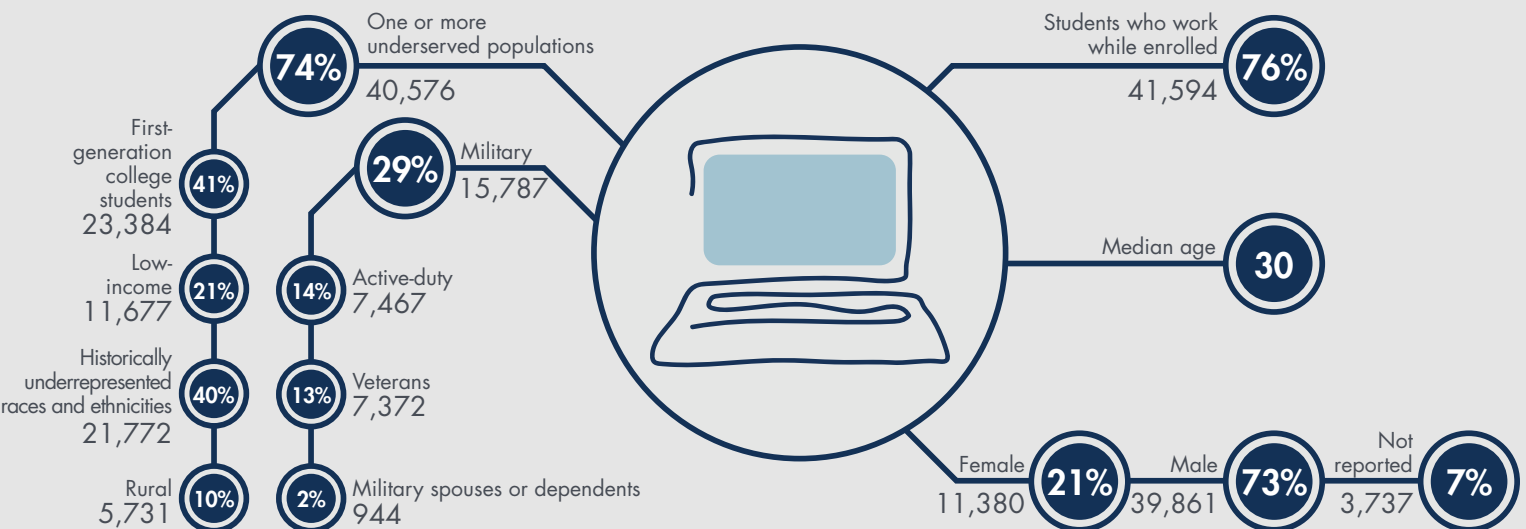 One or more
underserved populations
74%
40,576
First-
generation
college
students
23,384
41%
Low-
income
11,677
21%
Historically
underrepresented
races and ethnicities
21,772
40%
Rural
5,731
10%
29%
Military
15,787
14%
Active-duty
7,467
13%
Veterans
7,372
2%
Military spouses or dependents
944
Students who work
while enrolled
41,594
76%
Median age
30
Female
11,380
21%
Male
39,861
73%
Not
reported
3,737
7%